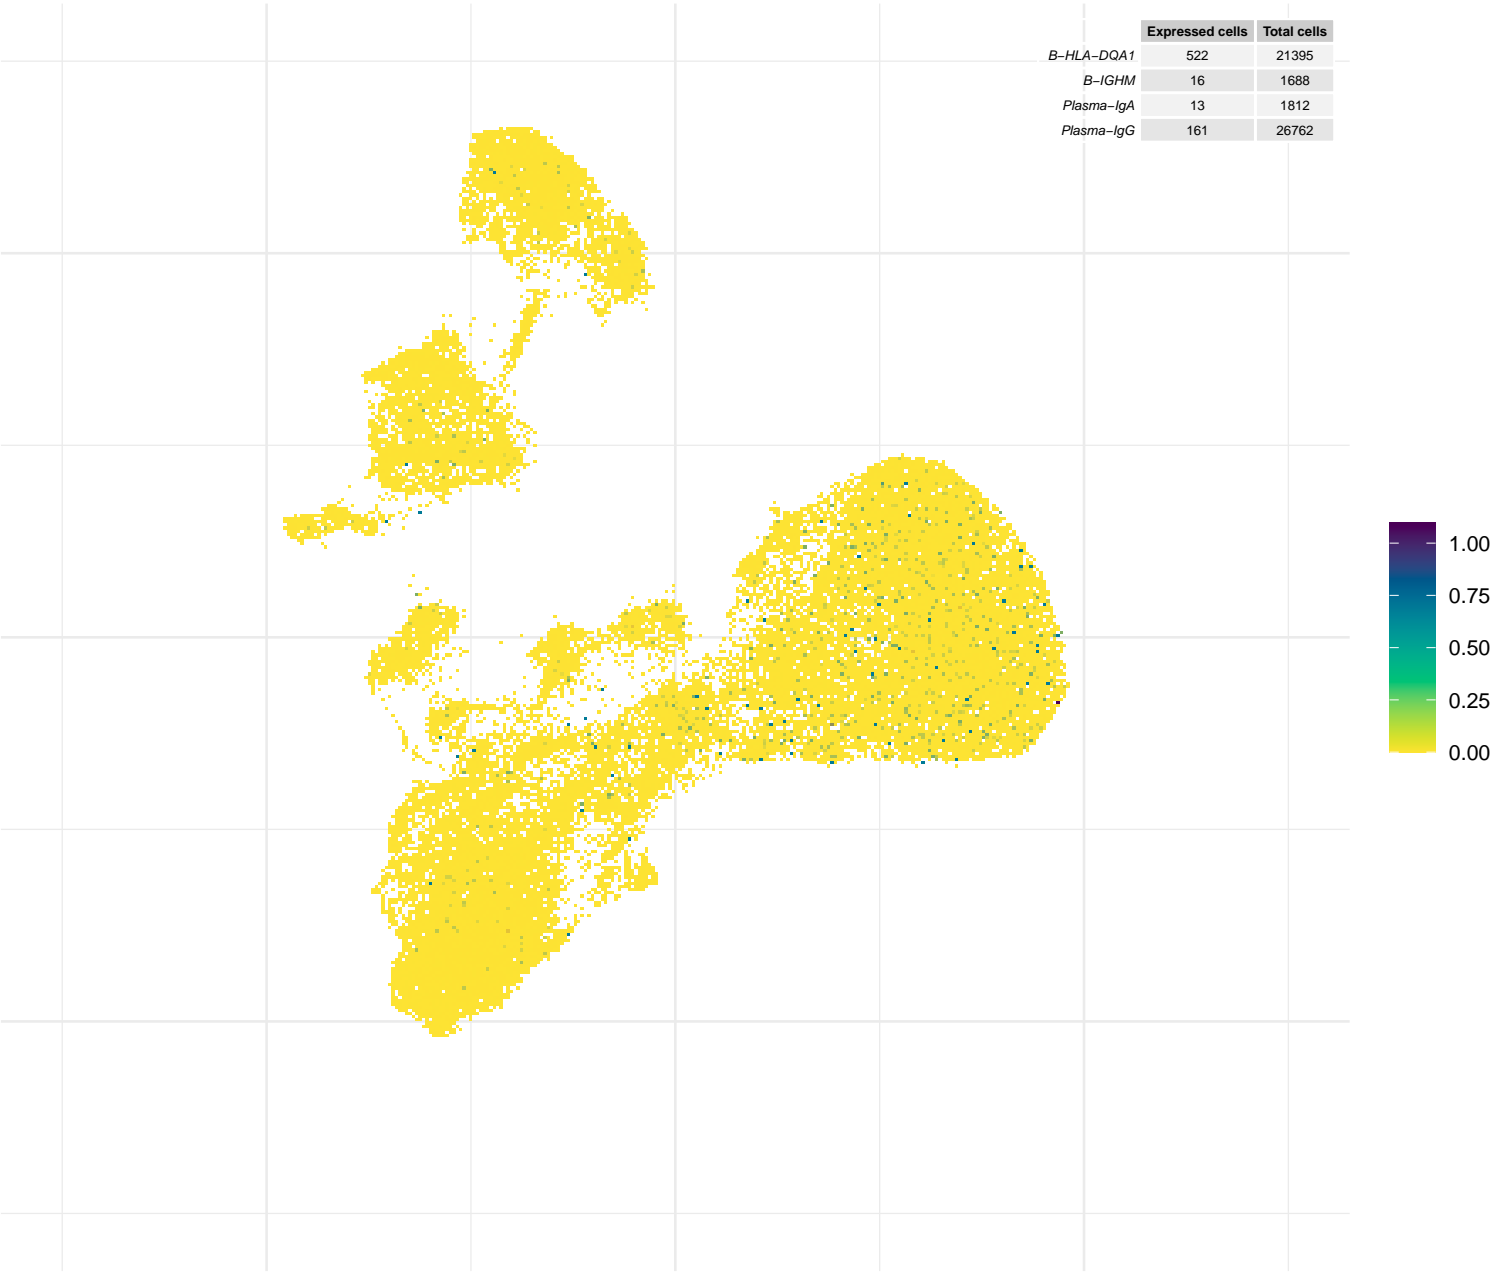 Expressed cells Total cells
B−HLA−DQA1 522 21395
B−IGHM 16 1688
Plasma−IgA 13 1812
Plasma−IgG 161 26762
1.00
0.75
0.50
0.25
0.00